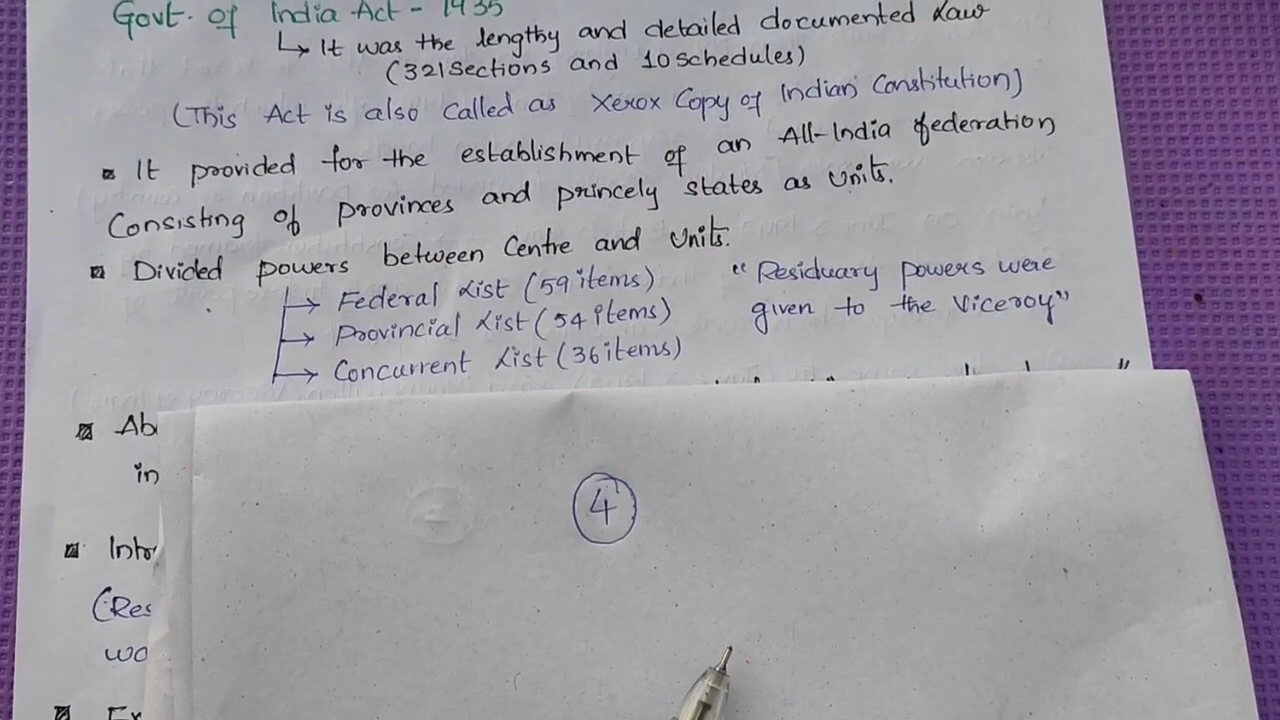 Govt. of India Act - 1935
↳ It was the lengthy and detailed documented Law
(321 Sections and 10 Schedules)
(This Act is also called as Xerox Copy of Indian Constitution)
It provided for the establishment of an All-India federation
Consisting of provinces and princely states as Units.
Divided powers between Centre and Units.
→ Federal List (59 items) "Residuary powers were
→ Provincial List (54 items) given to the Viceroy"
→ Concurrent List (36 items)
Ab
in
4
Intr
(Res
wo
Ex